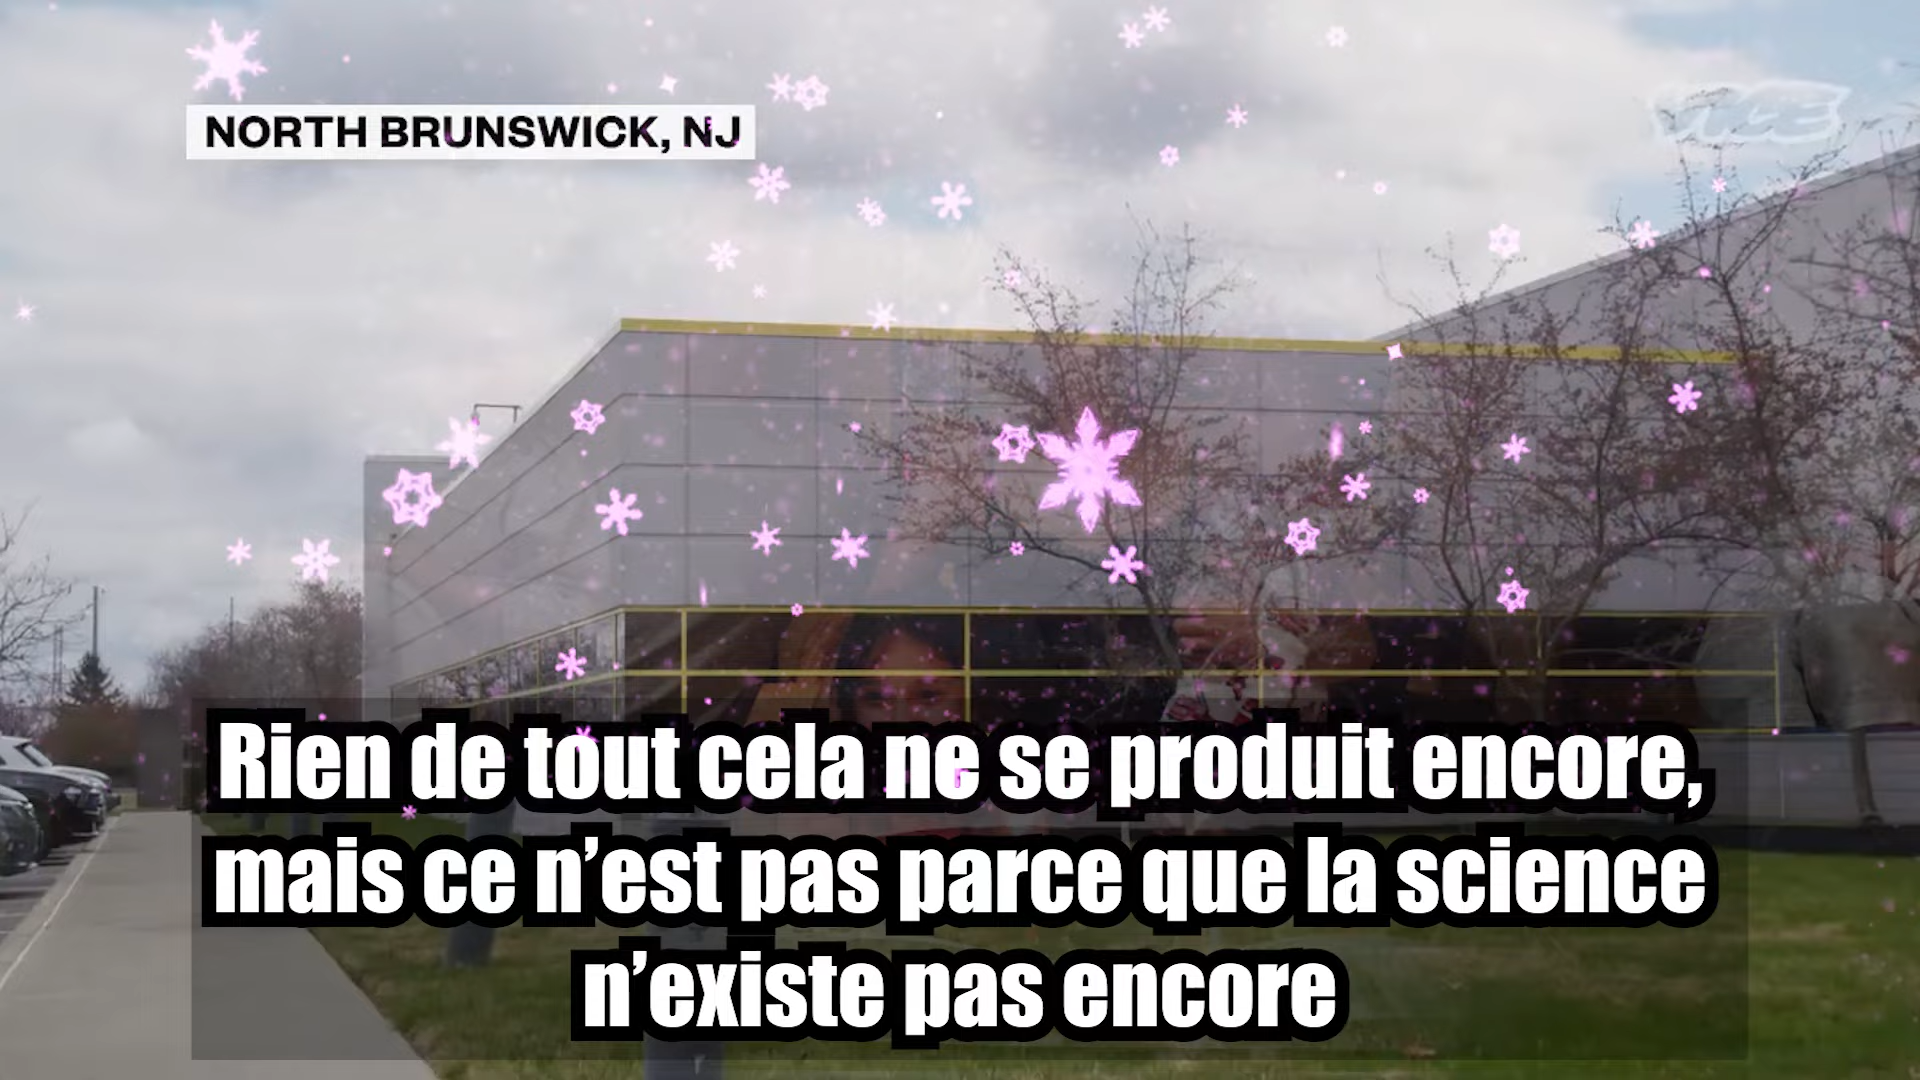 VICE
NORTH BRUNSWICK, NJ
Rien de tout cela ne se produit encore,
mais ce n’est pas parce que la science
n’existe pas encore